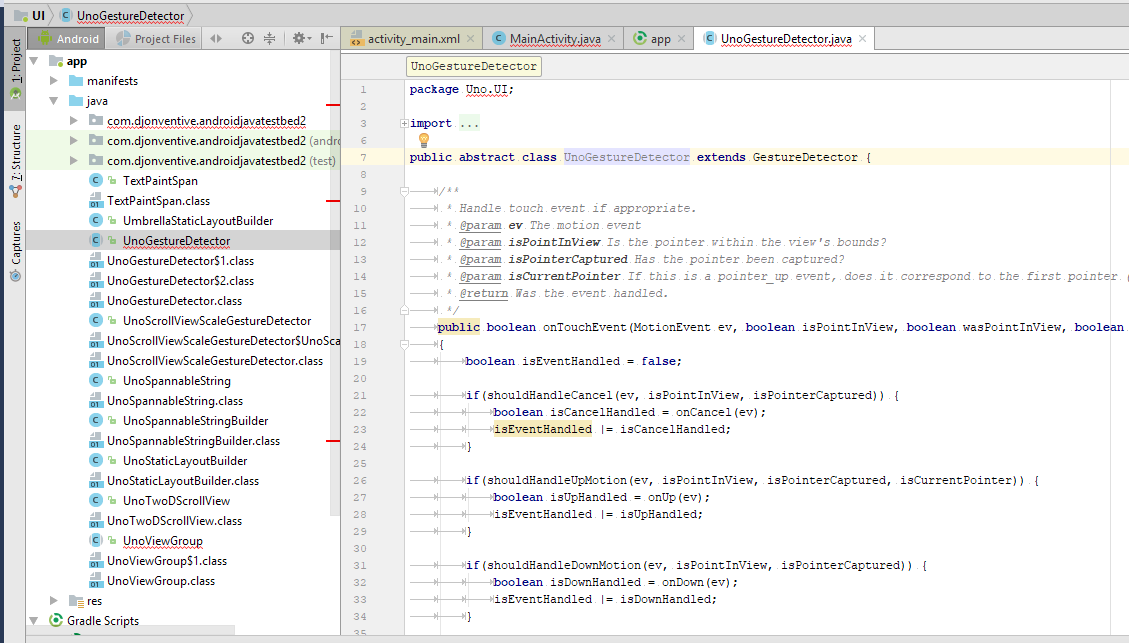 UI UnoGestureDetector
Android Project Files
activity_main.xml MainActivity.java app UnoGestureDetector.java
1: Project
7: Structure
Captures
app
manifests
java
com.djonventive.androidjavatestbed2
com.djonventive.androidjavatestbed2 (andr
com.djonventive.androidjavatestbed2 (test)
TextPaintSpan
TextPaintSpan.class
UmbrellaStaticLayoutBuilder
UnoGestureDetector
UnoGestureDetector$1.class
UnoGestureDetector$2.class
UnoGestureDetector.class
UnoScrollViewScaleGestureDetector
UnoScrollViewScaleGestureDetector$UnoSca
UnoScrollViewScaleGestureDetector.class
UnoSpannableString
UnoSpannableString.class
UnoSpannableStringBuilder
UnoSpannableStringBuilder.class
UnoStaticLayoutBuilder
UnoStaticLayoutBuilder.class
UnoTwoDScrollView
UnoTwoDScrollView.class
UnoViewGroup
UnoViewGroup$1.class
UnoViewGroup.class
res
Gradle Scripts
UnoGestureDetector
1 package Uno.UI;
2
3 import ...
6
7 public abstract class UnoGestureDetector extends GestureDetector {
8
9 /**
10 * Handle touch event if appropriate.
11 * @param ev The motion event
12 * @param isPointInView Is the pointer within the view's bounds?
13 * @param isPointerCaptured Has the pointer been captured?
14 * @param isCurrentPointer If this is a pointer_up event, does it correspond to the first pointer (
15 * @return Was the event handled.
16 */
17 public boolean onTouchEvent(MotionEvent ev, boolean isPointInView, boolean wasPointInView, boolean
18 {
19 boolean isEventHandled = false;
20
21 if(shouldHandleCancel(ev, isPointInView, isPointerCaptured)) {
22 boolean isCancelHandled = onCancel(ev);
23 isEventHandled |= isCancelHandled;
24 }
25
26 if(shouldHandleUpMotion(ev, isPointInView, isPointerCaptured, isCurrentPointer)) {
27 boolean isUpHandled = onUp(ev);
28 isEventHandled |= isUpHandled;
29 }
30
31 if(shouldHandleDownMotion(ev, isPointInView, isPointerCaptured)) {
32 boolean isDownHandled = onDown(ev);
33 isEventHandled |= isDownHandled;
34 }
35